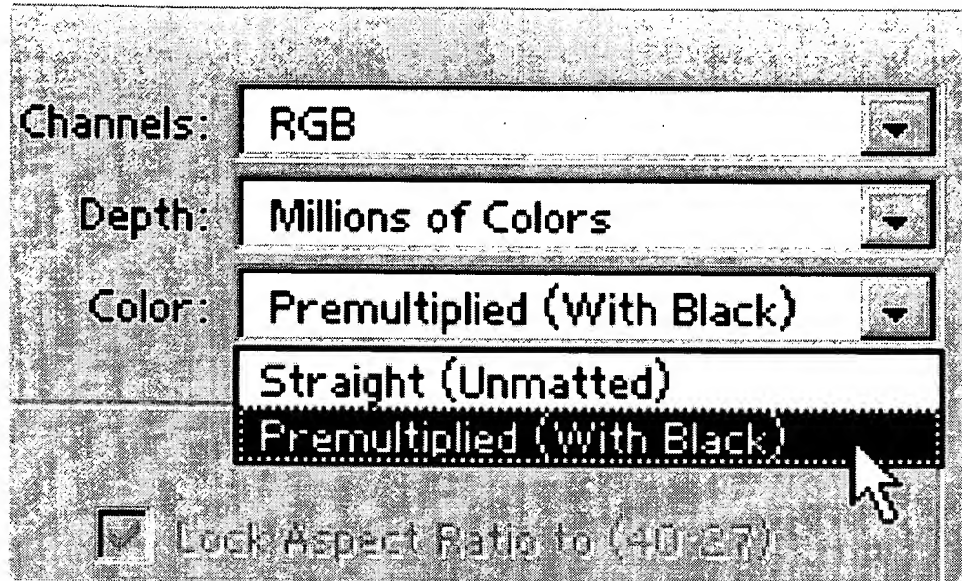 Channels: RGB
Depth: Millions of Colors
Color: Premultiplied (With Black)
Straight (Unmatted)
Premultiplied (With Black)
Lock Aspect Ratio to (40:27)